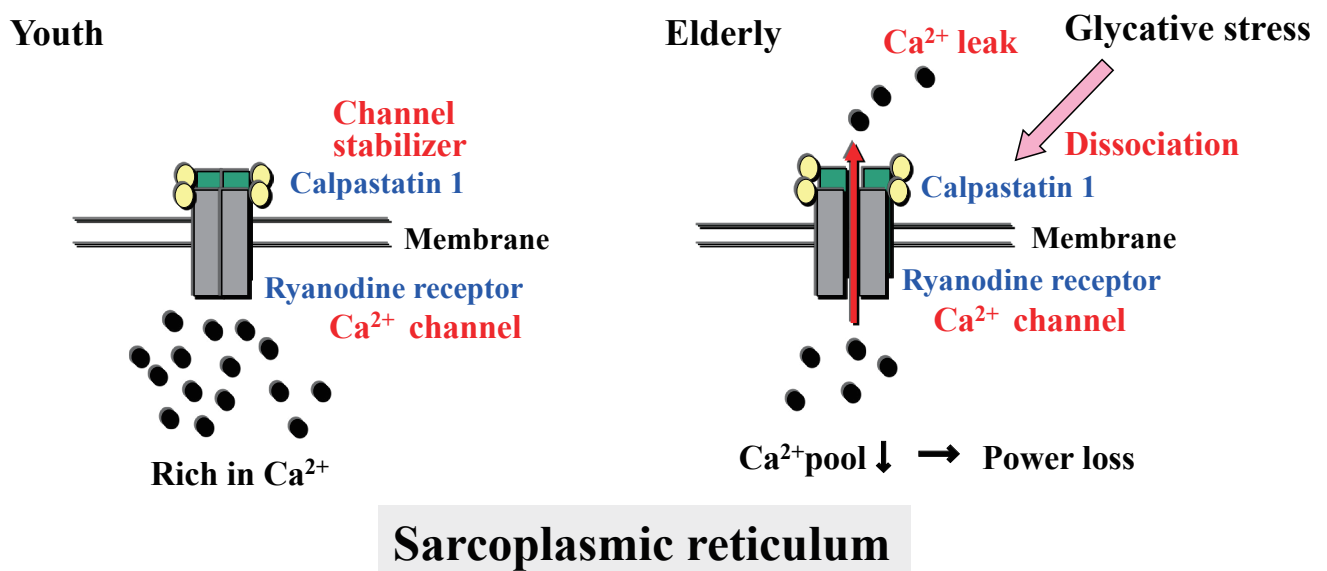 Youth
Channel
stabilizer
Calpastatin 1
Membrane
Ryanodine receptor
Ca²⁺ channel
Rich in Ca²⁺
Elderly
Ca²⁺ leak
Glycative stress
Dissociation
Calpastatin 1
Membrane
Ryanodine receptor
Ca²⁺ channel
Ca²⁺pool ↓ → Power loss
Sarcoplasmic reticulum